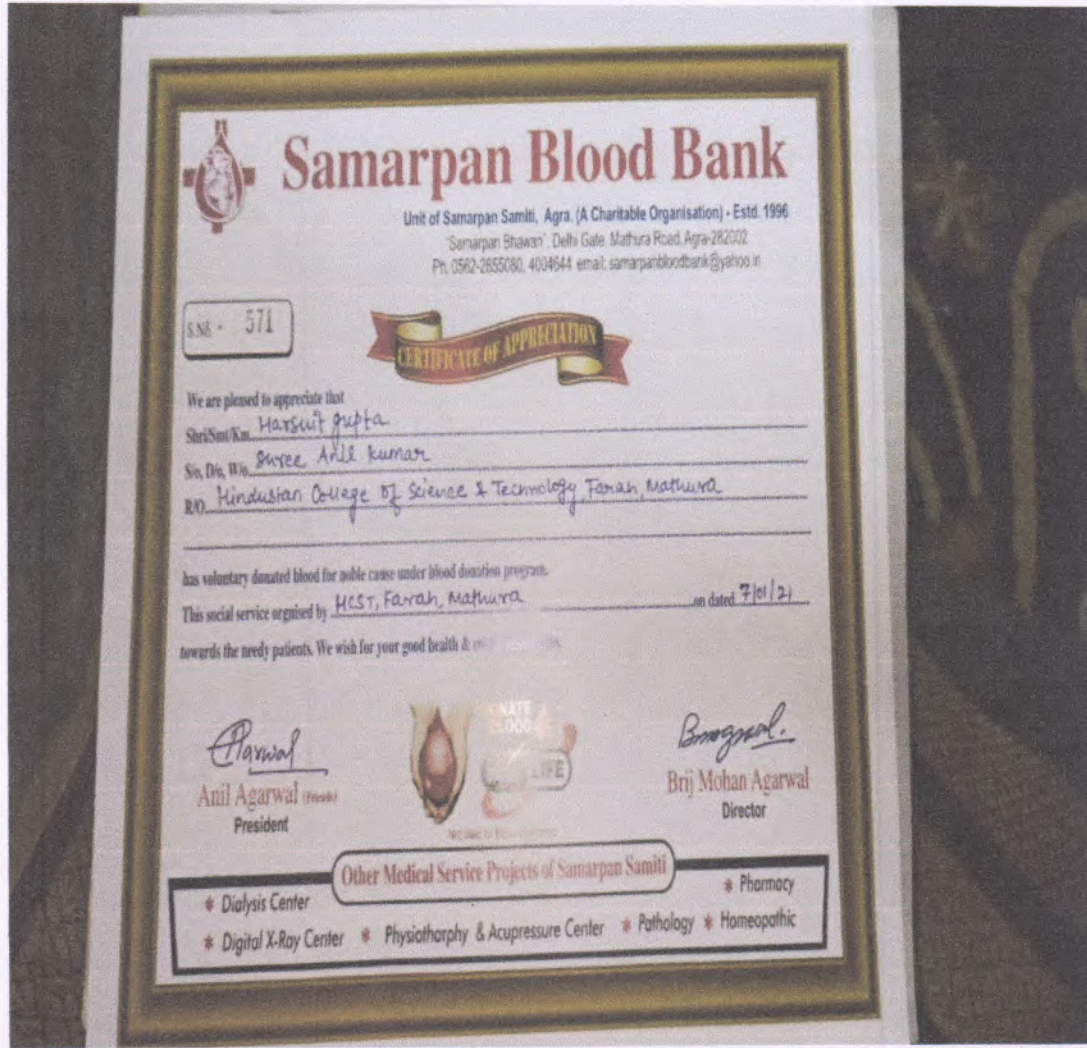 Samarpan Blood Bank
Unit of Samarpan Samiti, Agra. (A Charitable Organisation) - Estd. 1996
"Samarpan Bhawan", Delhi Gate, Mathura Road, Agra-282002
Ph. 0562-2655080, 4004644 email: samarpanbloodbank@yahoo.in
S.No. - 571
CERTIFICATE OF APPRECIATION
We are pleased to appreciate that
Shri/Smt/Km. Harshit gupta
S/o, D/o, W/o Shree Anil kumar
R/O Hindustan College of Science & Technology, Farah, Mathura
has voluntary donated blood for noble cause under blood donation program.
This social service orgnised by HCST, Farah, Mathura on dated 7/01/21
towards the needy patients. We wish for your good health &
LIFE
Anil Agarwal
Brij Mohan Agarwal
President
Director
Other Medical Service Projects of Samarpan Samiti
* Dialysis Center * Pharmacy
* Digital X-Ray Center * Physiotharphy & Acupressure Center * Pathology * Homeopathic